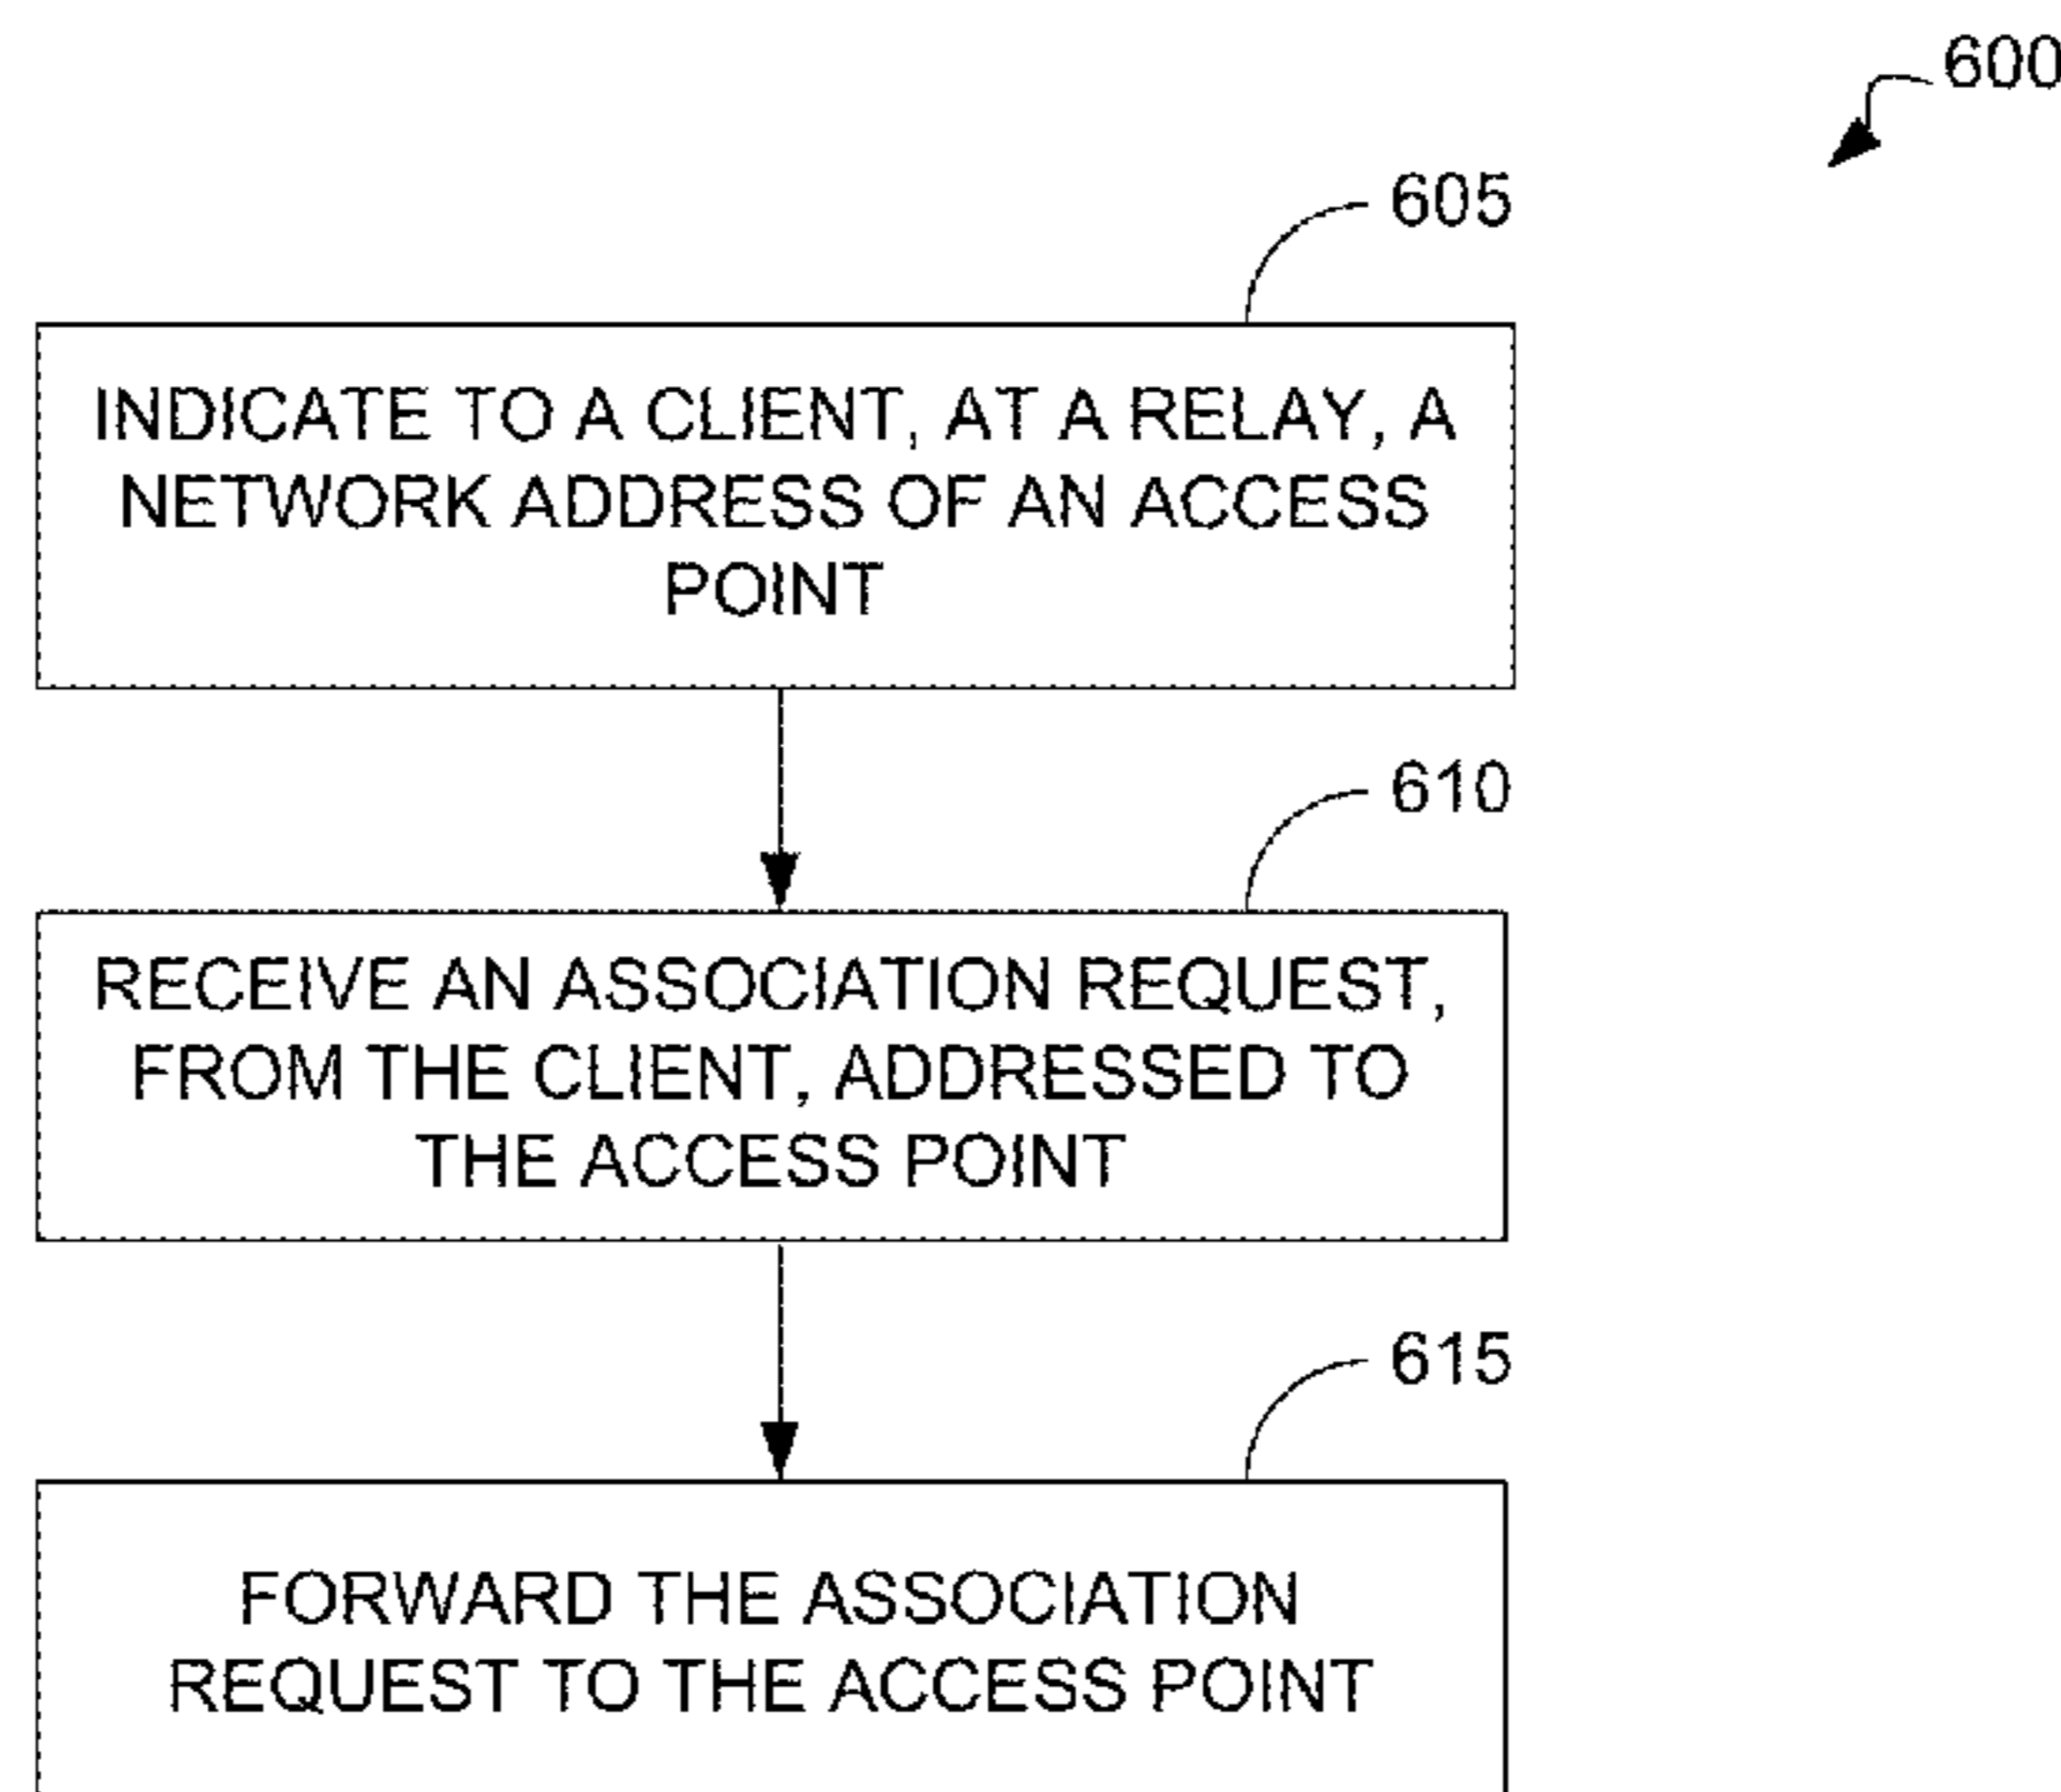 600
605
INDICATE TO A CLIENT, AT A RELAY, A
NETWORK ADDRESS OF AN ACCESS
POINT
610
RECEIVE AN ASSOCIATION REQUEST,
FROM THE CLIENT, ADDRESSED TO
THE ACCESS POINT
615
FORWARD THE ASSOCIATION
REQUEST TO THE ACCESS POINT